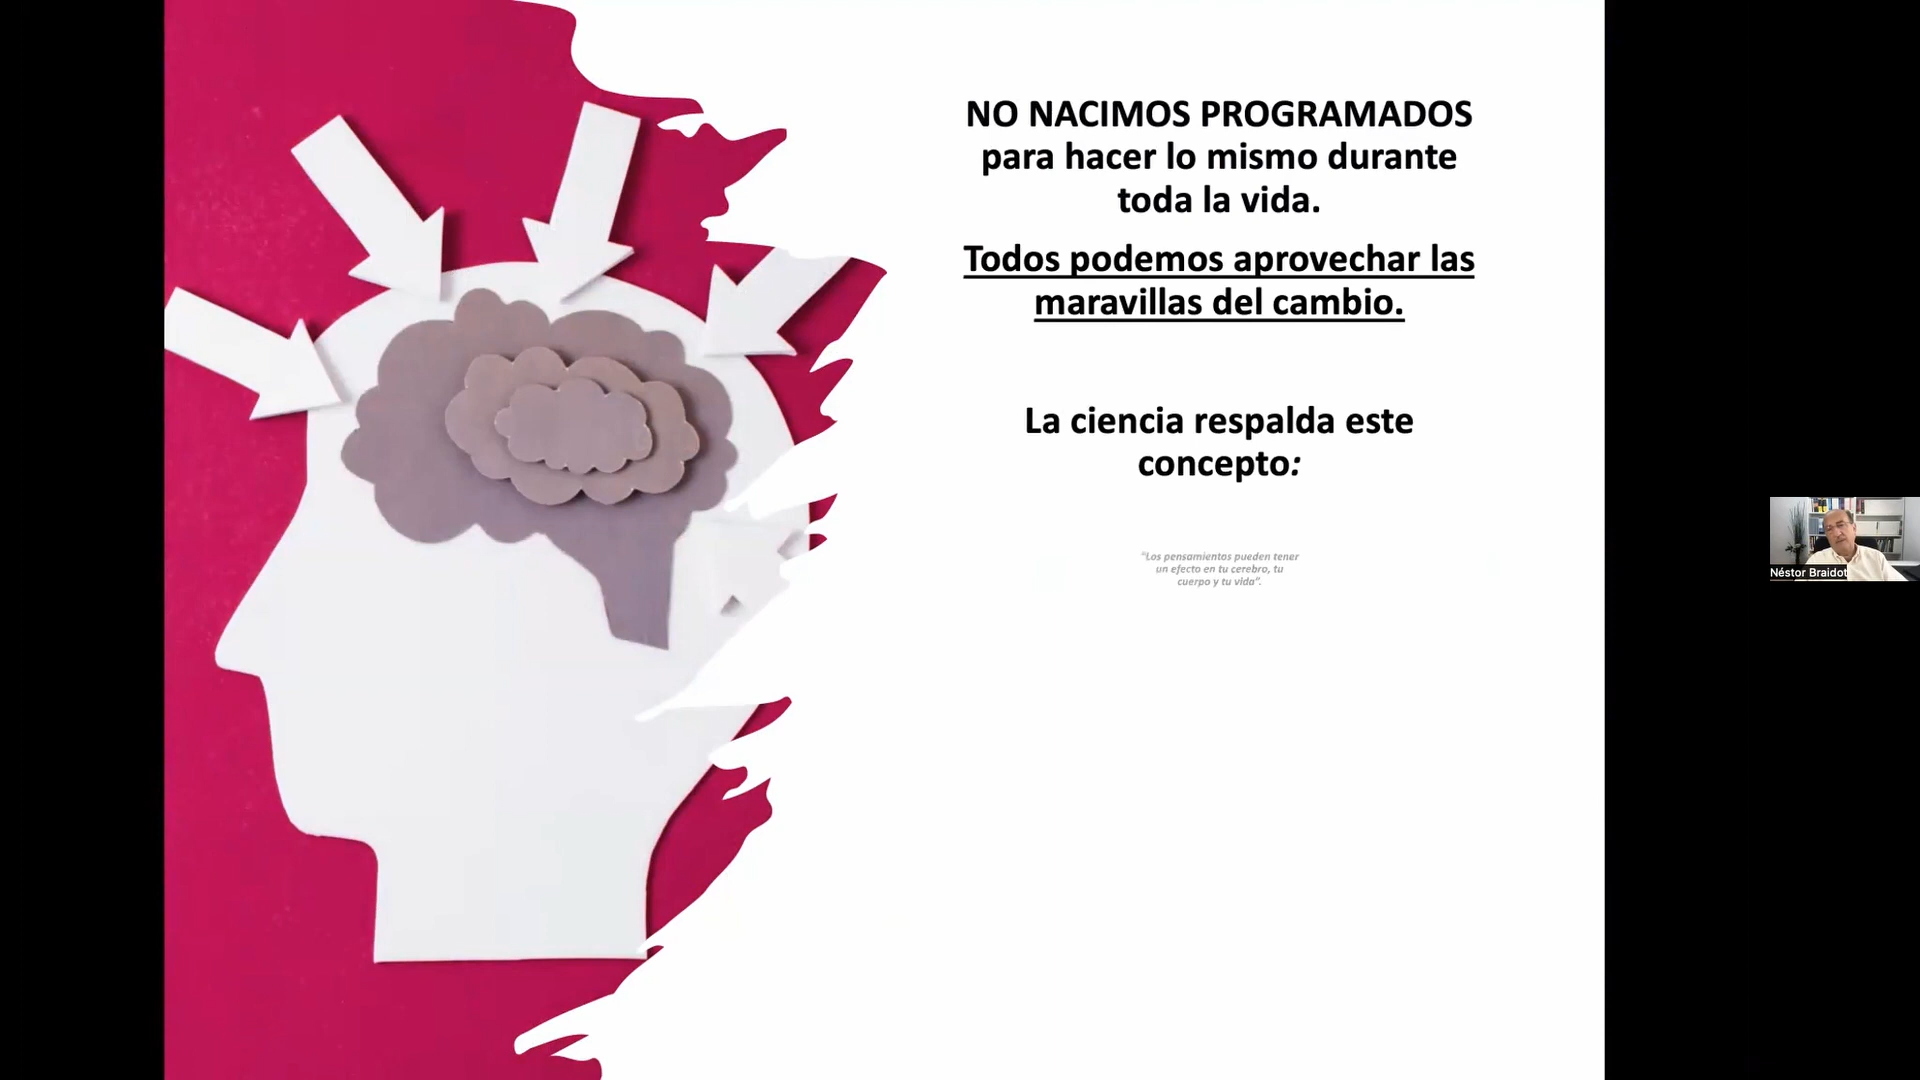 NO NACIMOS PROGRAMADOS
para hacer lo mismo durante
toda la vida.
Todos podemos aprovechar las
maravillas del cambio.
La ciencia respalda este
concepto:
"Los pensamientos pueden tener
un efecto en tu cerebro, tu
cuerpo y tu vida".
Néstor Braidot